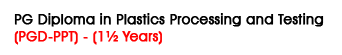 PG Diploma in Plastics Processing and Testing
(PGD-PPT) - (1½ Years)